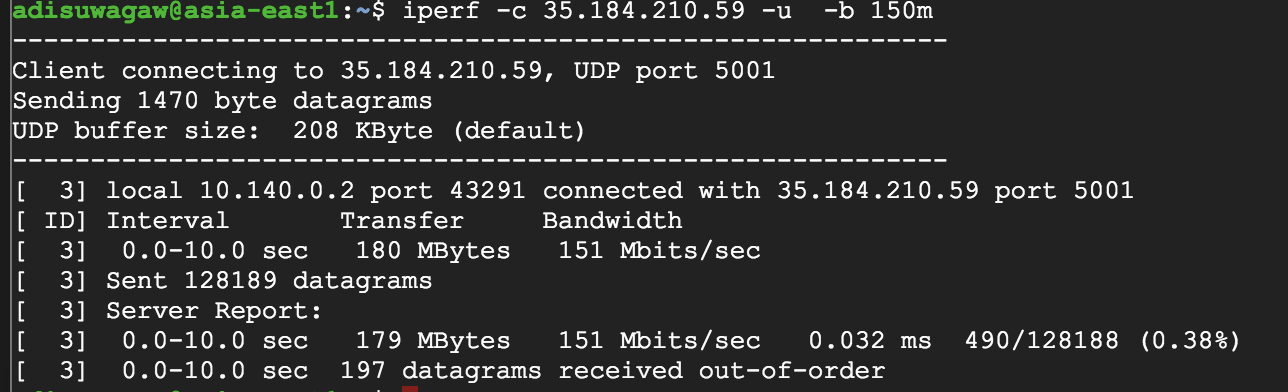 adisuwagaw@asia-east1:~$ iperf -c 35.184.210.59 -u  -b 150m
------------------------------------------------------------
Client connecting to 35.184.210.59, UDP port 5001
Sending 1470 byte datagrams
UDP buffer size:  208 KByte (default)
------------------------------------------------------------
[  3] local 10.140.0.2 port 43291 connected with 35.184.210.59 port 5001
[ ID] Interval       Transfer     Bandwidth
[  3]  0.0-10.0 sec   180 MBytes   151 Mbits/sec
[  3] Sent 128189 datagrams
[  3] Server Report:
[  3]  0.0-10.0 sec   179 MBytes   151 Mbits/sec   0.032 ms  490/128188 (0.38%)
[  3]  0.0-10.0 sec  197 datagrams received out-of-order